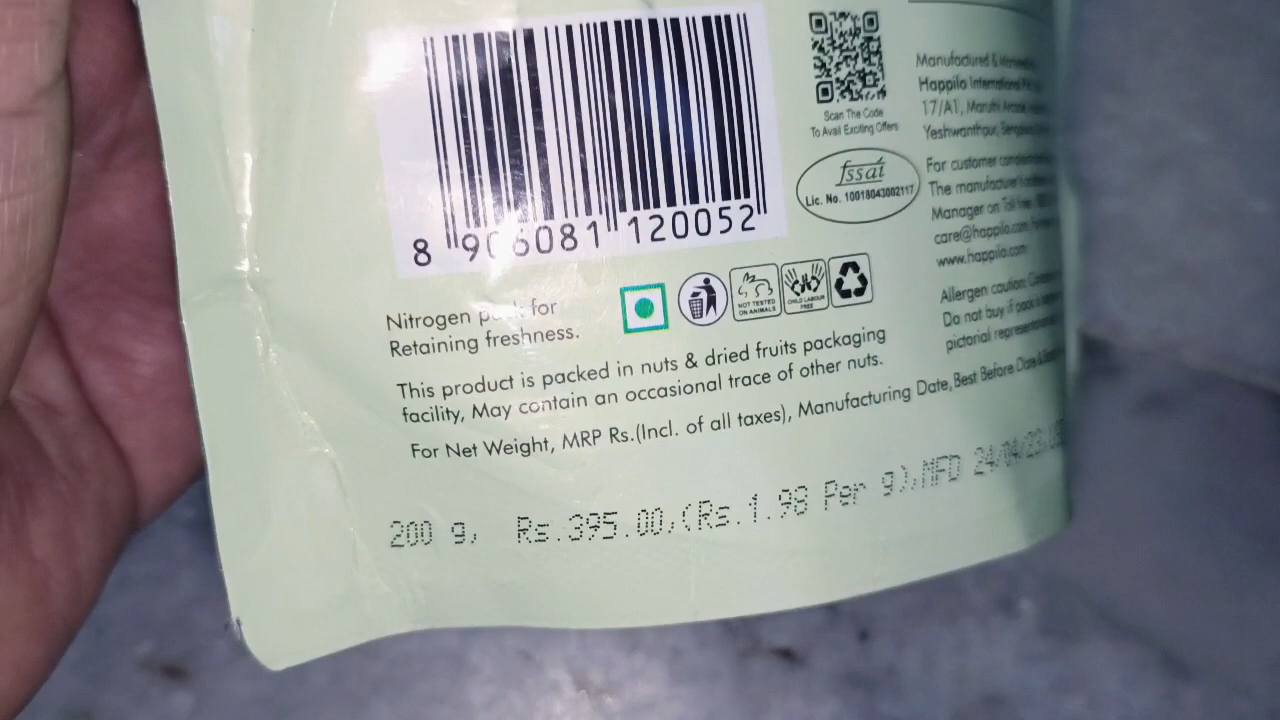 8 906081 120052
Scan The Code
To Avail Exciting Offers
fssai
Lic. No. 10018043002117
Manufactured &
Happilo International
17/A1, Maruthi
Yeshwanthpur,
For customer
The manufacturer
Manager on Toll
care@happilo.com,
www.happilo.com
Allergen caution:
Do not buy if pack is
pictorial
NOT TESTED
ON ANIMALS
CHILD LABOUR
FREE
Nitrogen pack for
Retaining freshness.
This product is packed in nuts & dried fruits packaging
facility, May contain an occasional trace of other nuts.
For Net Weight, MRP Rs.(Incl. of all taxes), Manufacturing Date, Best Before Date &
200 g, Rs.395.00,(Rs.1.98 Per g),MFD 24/04/23,